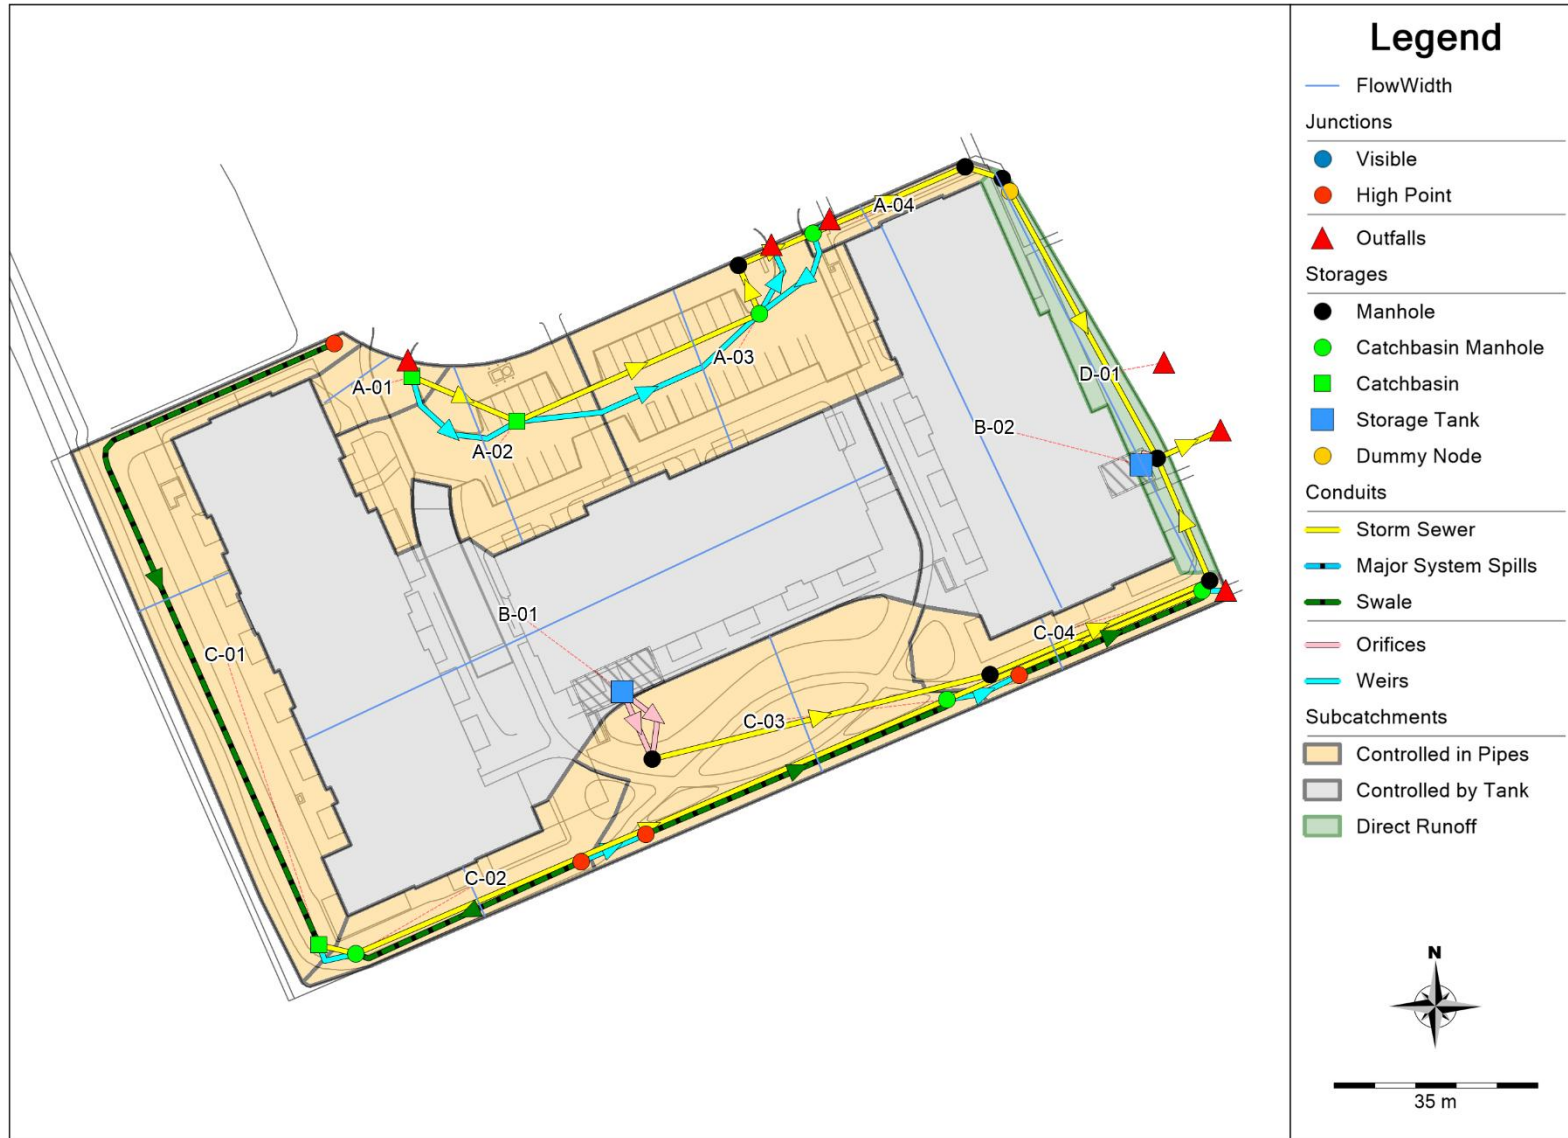 A-04
A-03
A-01
D-01
B-02
A-02
B-01
C-04
C-01
C-03
C-02
Legend
FlowWidth
Junctions
Visible
High Point
Outfalls
Storages
Manhole
Catchbasin Manhole
Catchbasin
Storage Tank
Dummy Node
Conduits
Storm Sewer
Major System Spills
Swale
Orifices
Weirs
Subcatchments
Controlled in Pipes
Controlled by Tank
Direct Runoff
N
35 m